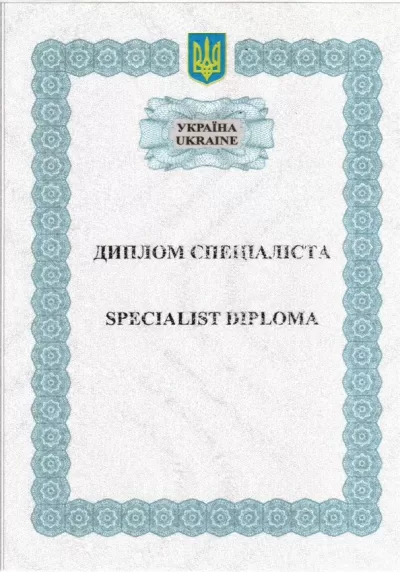 УКРАЇНА
UKRAINE
ДИПЛОМ СПЕЦІАЛІСТА
SPECIALIST DIPLOMA